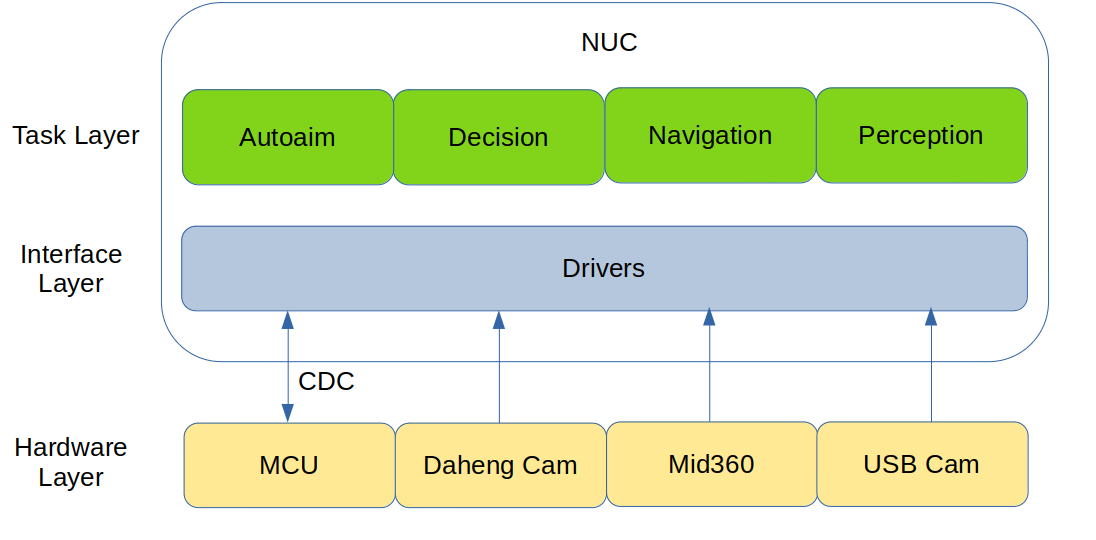 NUC
Task Layer
Autoaim
Decision
Navigation
Perception
Interface
Layer
Drivers
CDC
Hardware
Layer
MCU
Daheng Cam
Mid360
USB Cam